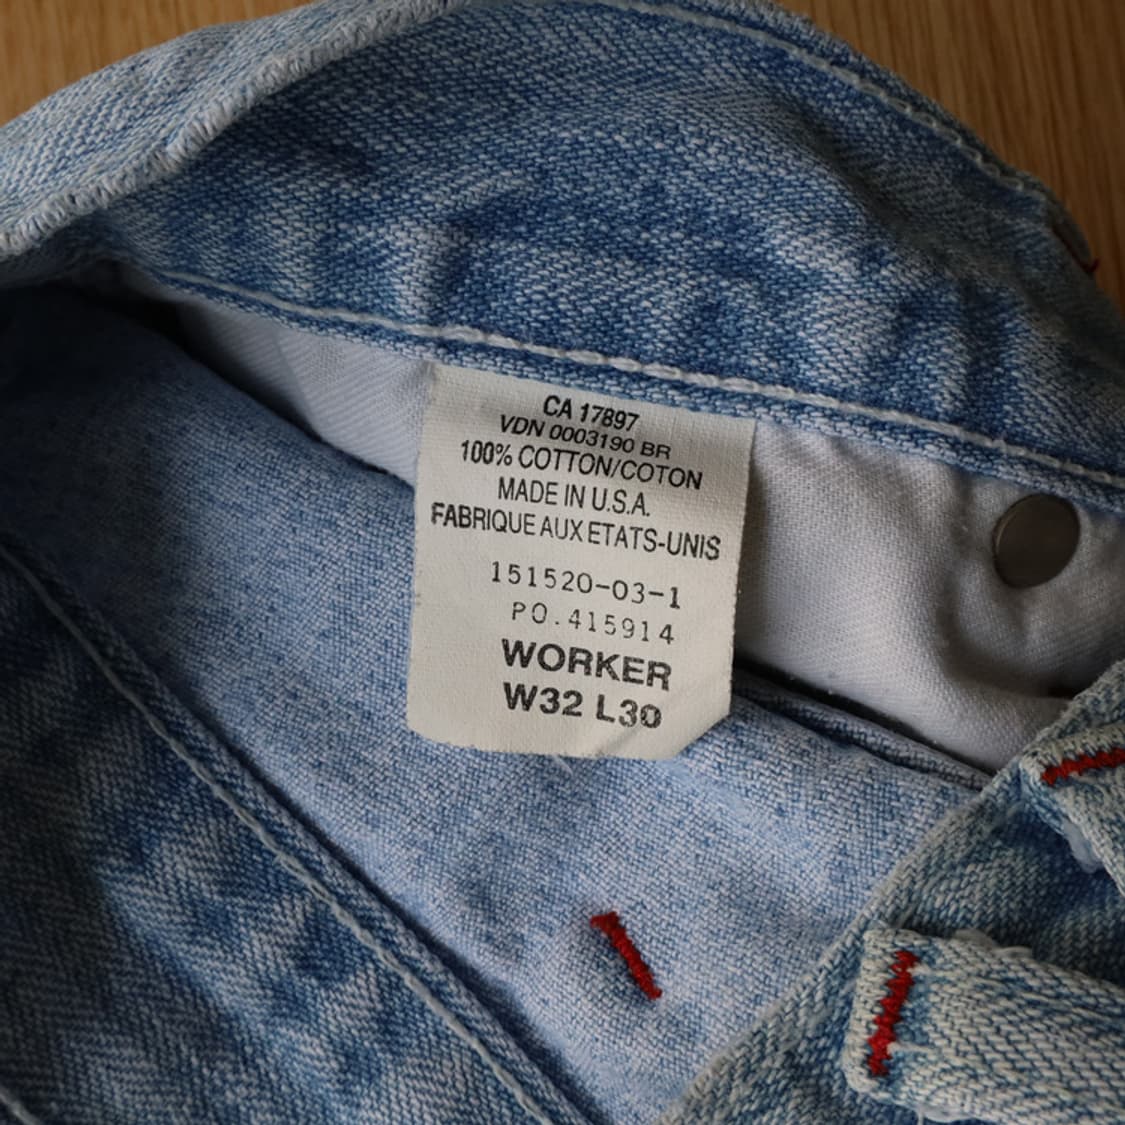 CA 17897
VDN 0003190 BR
100% COTTON/COTON
MADE IN U.S.A.
FABRIQUE AUX ETATS-UNIS
151520-03-1
PO.415914
WORKER
W32 L30